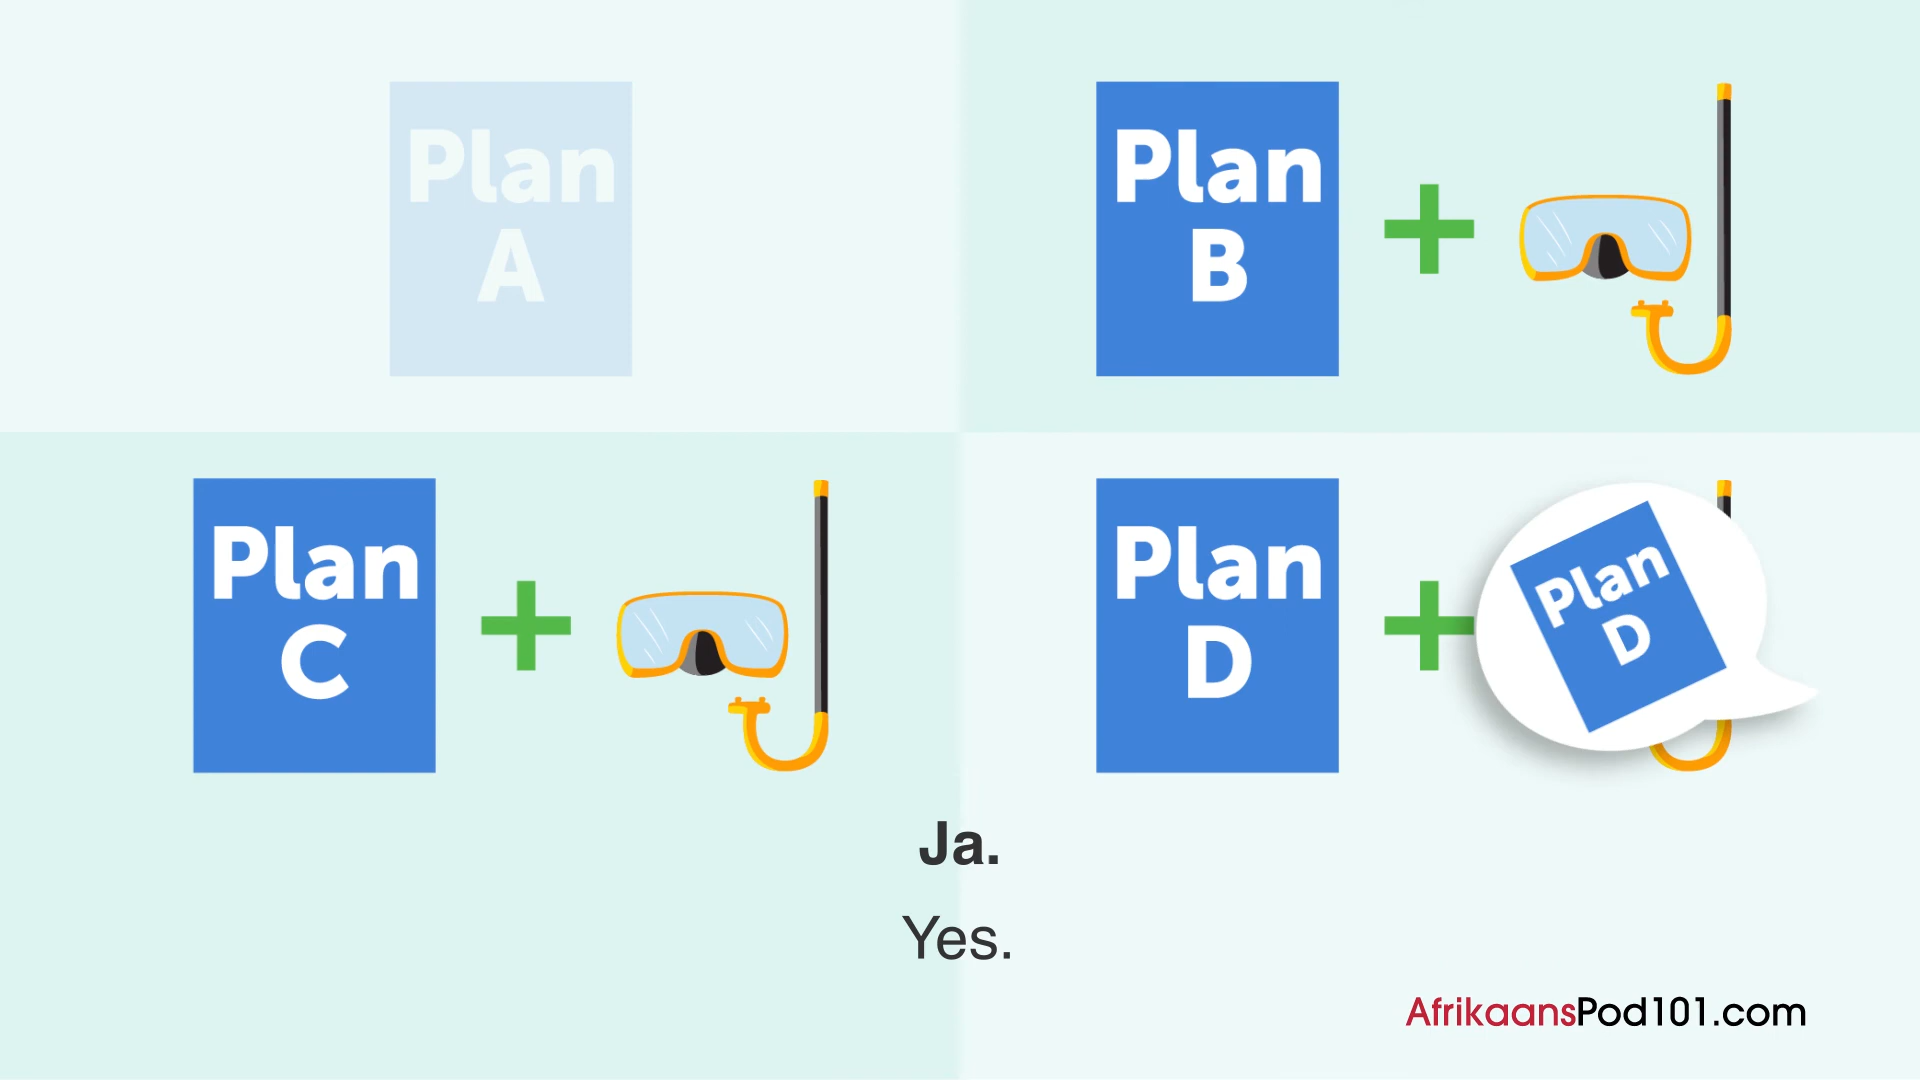 Plan
A
Plan
B
Plan
C
Plan
D
Plan
D
Ja.
Yes.
AfrikaansPod101.com